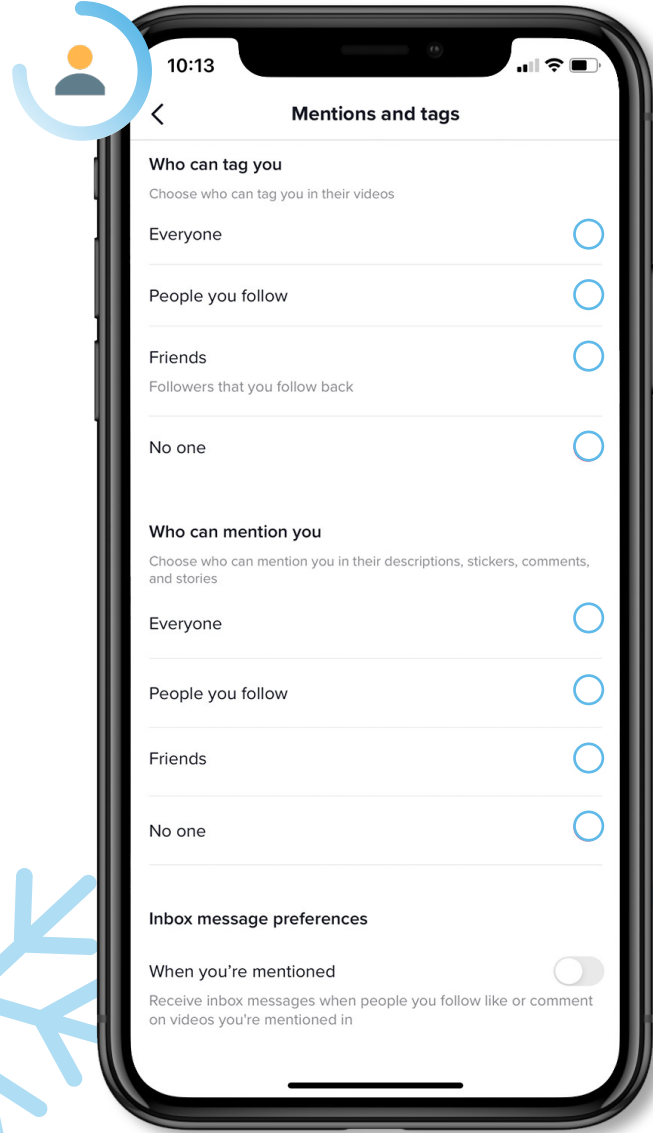 10:13
Mentions and tags
Who can tag you
Choose who can tag you in their videos
Everyone
People you follow
Friends
Followers that you follow back
No one
Who can mention you
Choose who can mention you in their descriptions, stickers, comments,
and stories
Everyone
People you follow
Friends
No one
Inbox message preferences
When you're mentioned
Receive inbox messages when people you follow like or comment
on videos you're mentioned in